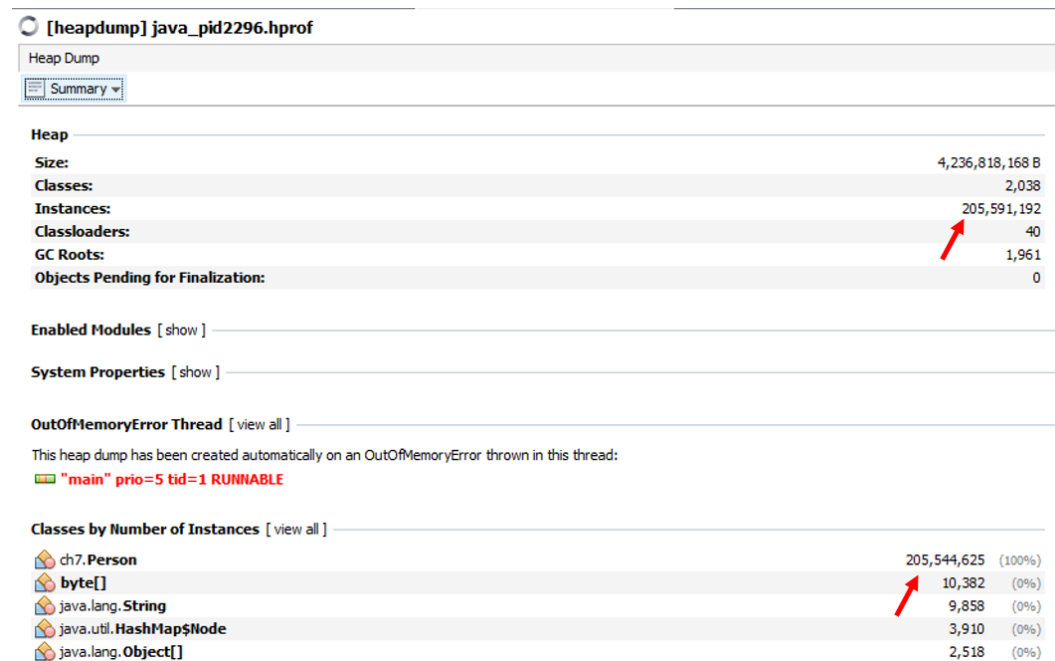 [heapdump] java_pid2296.hprof
Heap Dump
Summary
Heap
Size: 4,236,818,168 B
Classes: 2,038
Instances: 205,591,192
Classloaders: 40
GC Roots: 1,961
Objects Pending for Finalization: 0
Enabled Modules [ show ]
System Properties [ show ]
OutOfMemoryError Thread [ view all ]
This heap dump has been created automatically on an OutOfMemoryError thrown in this thread:
"main" prio=5 tid=1 RUNNABLE
Classes by Number of Instances [ view all ]
ch7.Person 205,544,625 (100%)
byte[] 10,382 (0%)
java.lang.String 9,858 (0%)
java.util.HashMap$Node 3,910 (0%)
java.lang.Object[] 2,518 (0%)